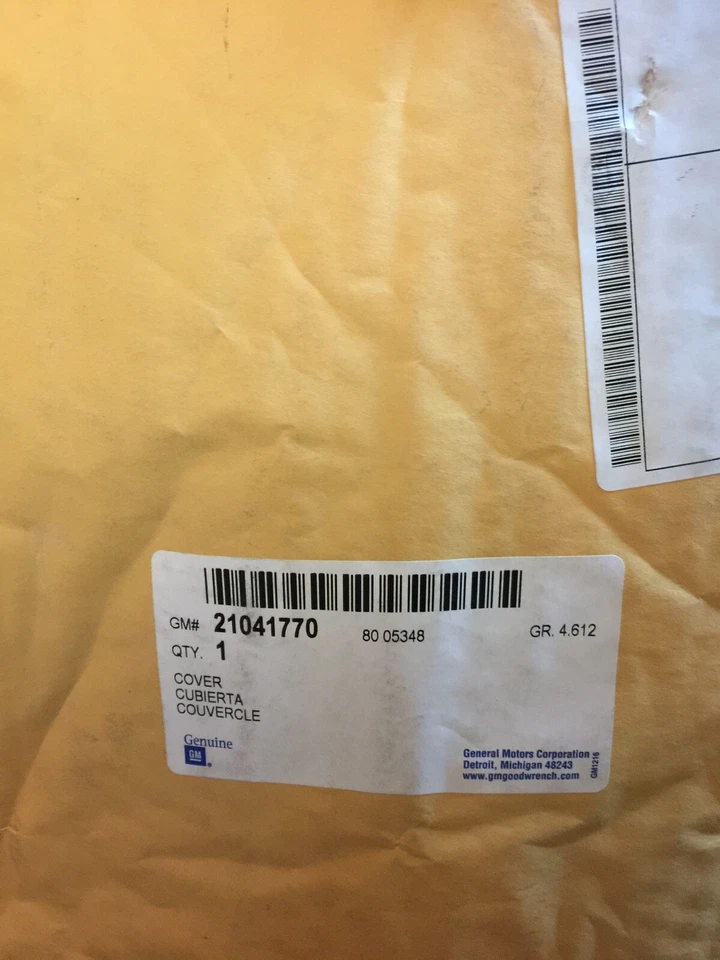 GM# 21041770 80 05348 GR. 4.612
QTY. 1
COVER
CUBIERTA
COUVERCLE
Genuine
GM
General Motors Corporation
Detroit, Michigan 48243
www.gmgoodwrench.com
GM1216